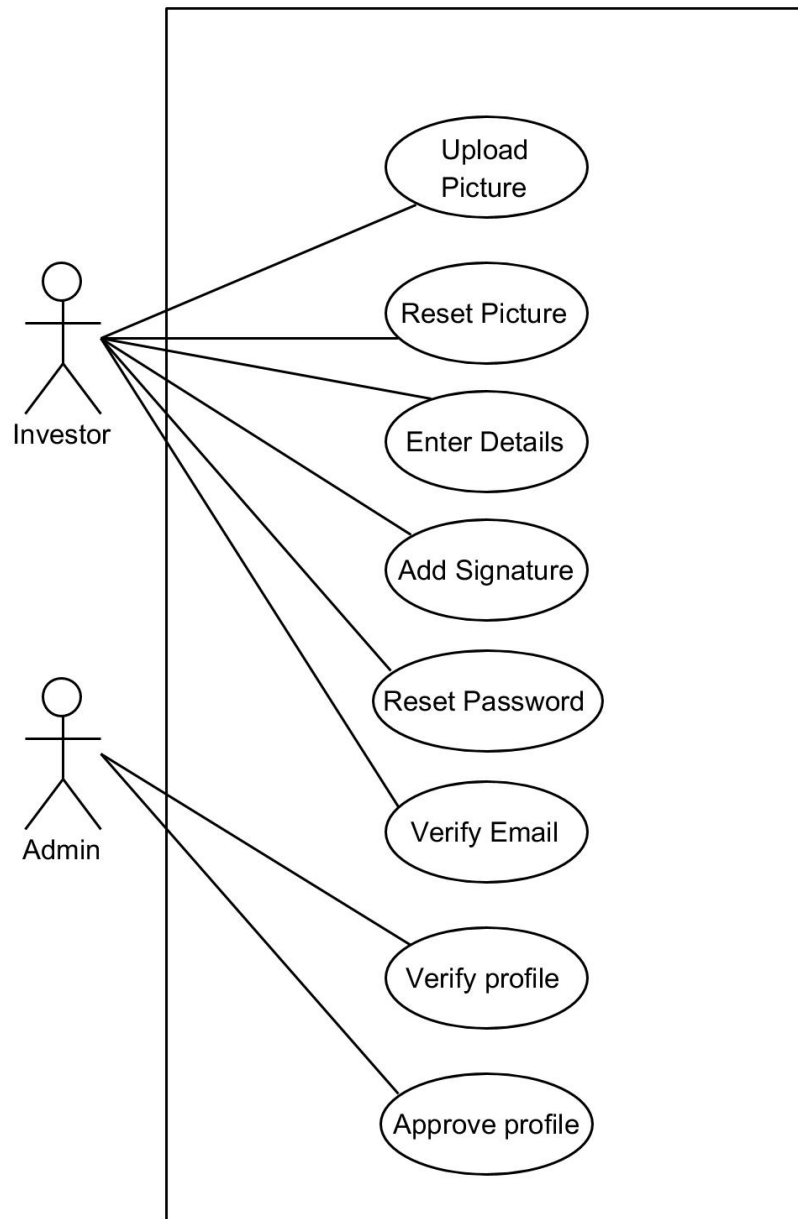 Upload
Picture
Reset Picture
Investor
Enter Details
Add Signature
Reset Password
Admin
Verify Email
Verify profile
Approve profile